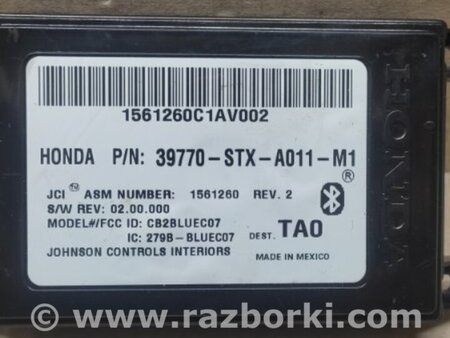 1561260C1AV002
HONDA P/N: 39770-STX-A011-M1
JCI™ ASM NUMBER: 1561260 REV. 2
S/W REV: 02.00.000
MODEL#/FCC ID: CB2BLUEC07
IC: 279B-BLUEC07 DEST. TAO
JOHNSON CONTROLS INTERIORS MADE IN MEXICO
®
HONDA
www.razborki.com